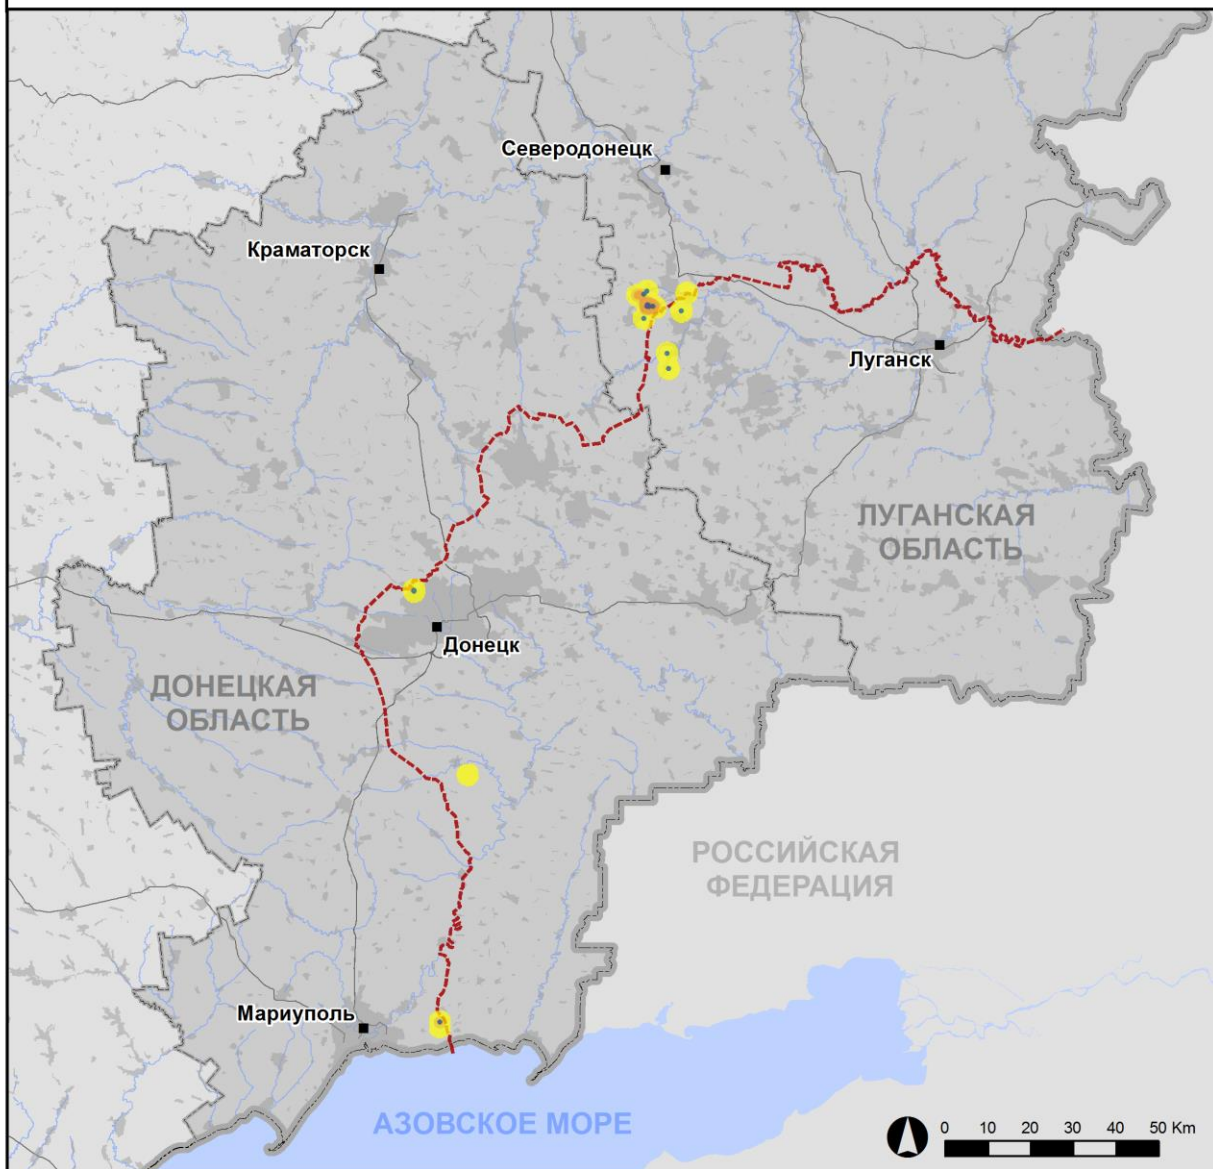 Северодонецк
Краматорск
Луганск
ЛУГАНСКАЯ
ОБЛАСТЬ
Донецк
ДОНЕЦКАЯ
ОБЛАСТЬ
РОССИЙСКАЯ
ФЕДЕРАЦИЯ
Мариуполь
АЗОВСКОЕ МОРЕ
0 10 20 30 40 50 Km